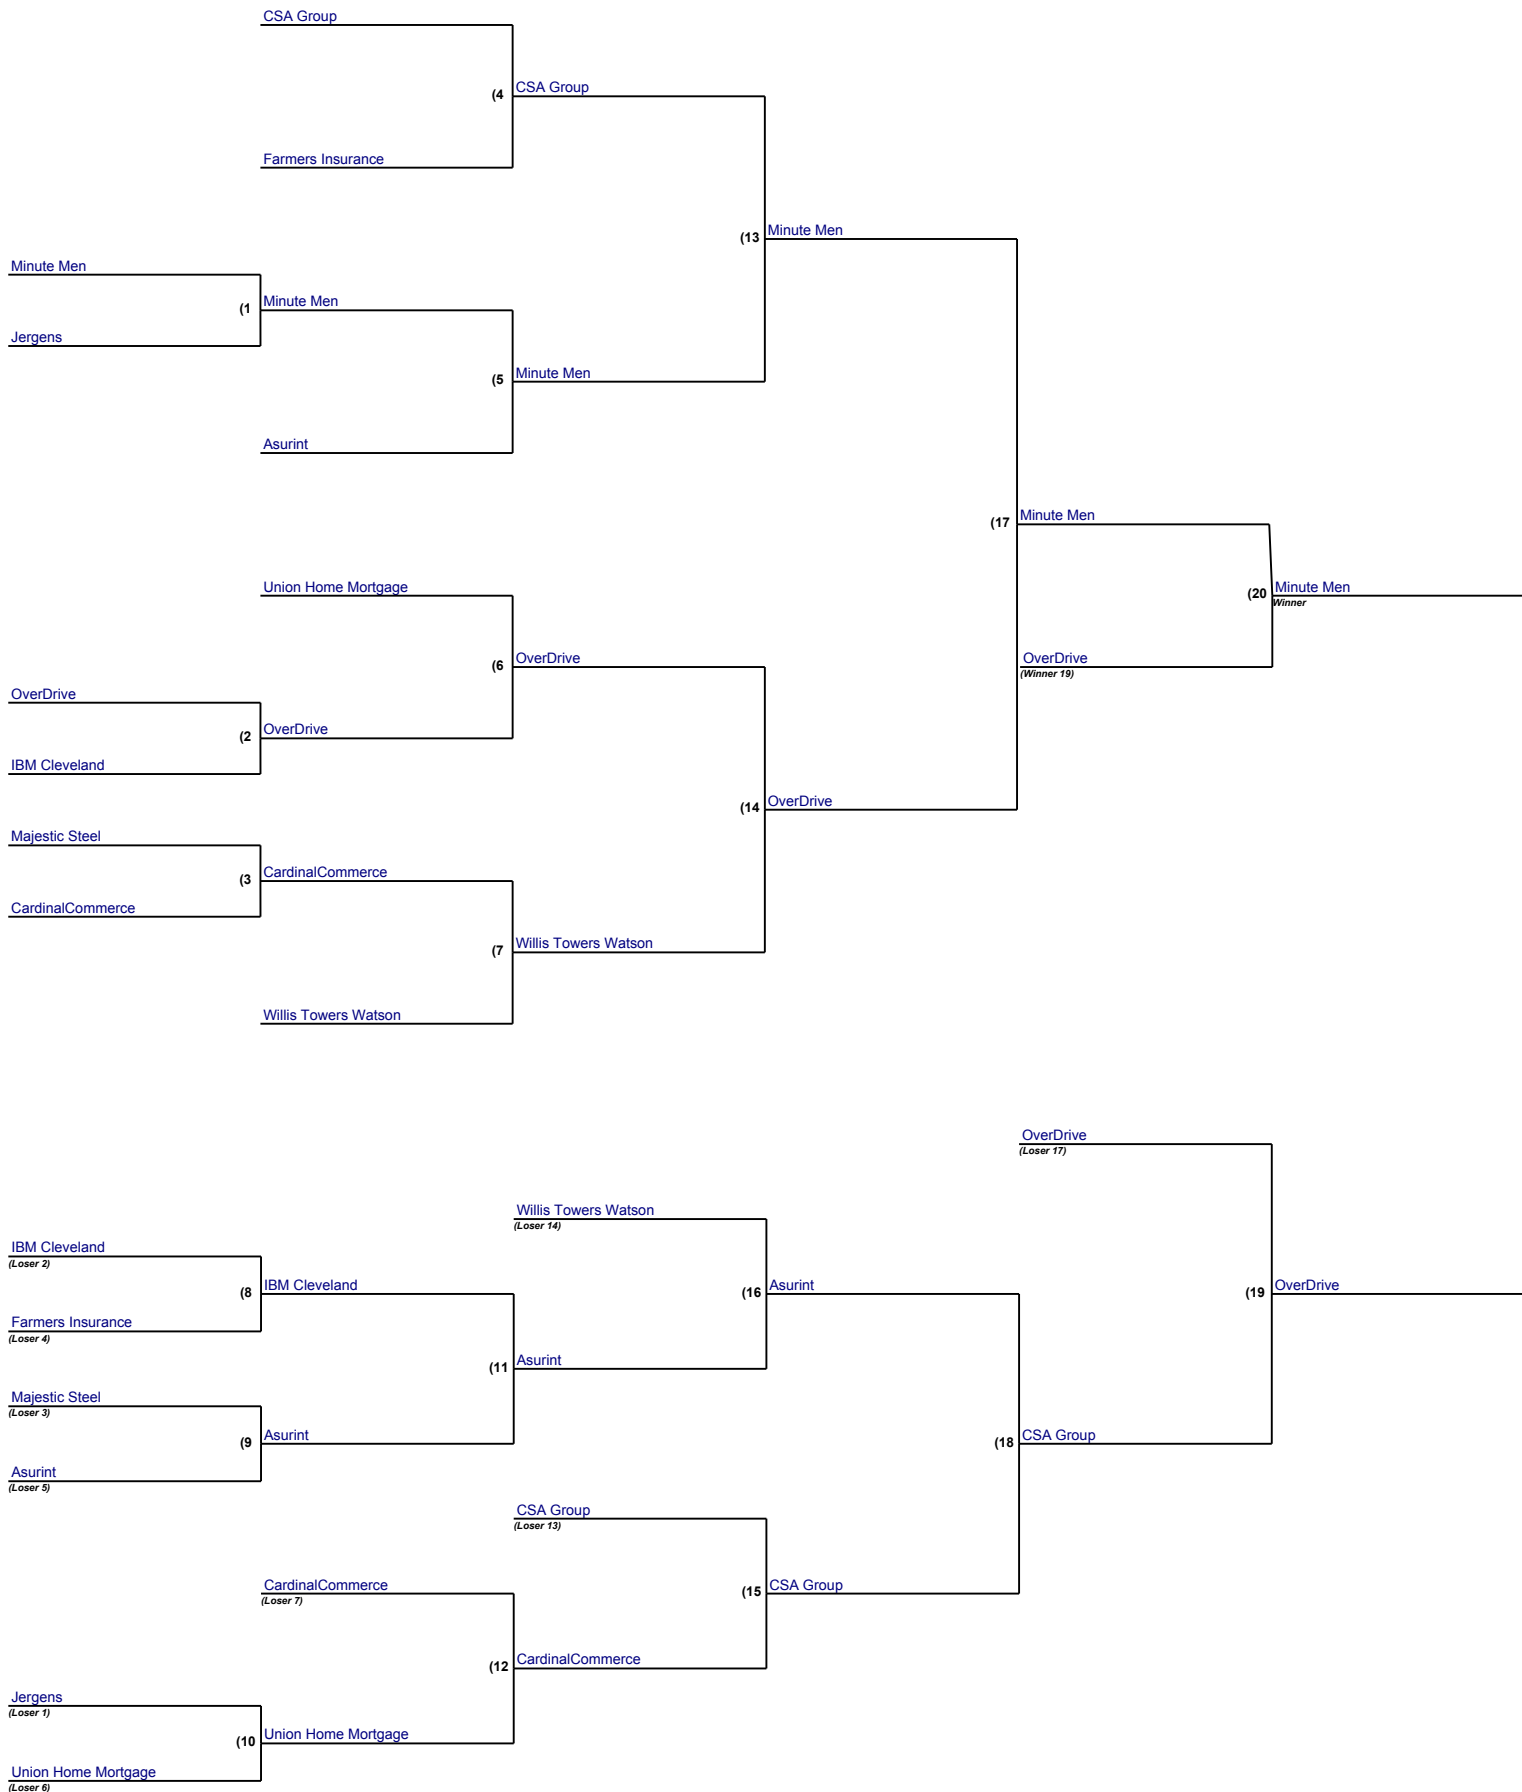 CSA Group
(4
CSA Group
Farmers Insurance
(13
Minute Men
Minute Men
(1
Minute Men
Jergens
(5
Minute Men
Asurint
(17
Minute Men
Union Home Mortgage
(20
Minute Men
Winner
(6
OverDrive
OverDrive
(Winner 19)
OverDrive
(2
OverDrive
IBM Cleveland
(14
OverDrive
Majestic Steel
(3
CardinalCommerce
CardinalCommerce
(7
Willis Towers Watson
Willis Towers Watson
OverDrive
(Loser 17)
Willis Towers Watson
(Loser 14)
IBM Cleveland
(Loser 2)
(8
IBM Cleveland
(16
Asurint
(19
OverDrive
Farmers Insurance
(Loser 4)
(11
Asurint
Majestic Steel
(Loser 3)
(9
Asurint
(18
CSA Group
Asurint
(Loser 5)
CSA Group
(Loser 13)
CardinalCommerce
(Loser 7)
(15
CSA Group
(12
CardinalCommerce
Jergens
(Loser 1)
(10
Union Home Mortgage
Union Home Mortgage
(Loser 6)